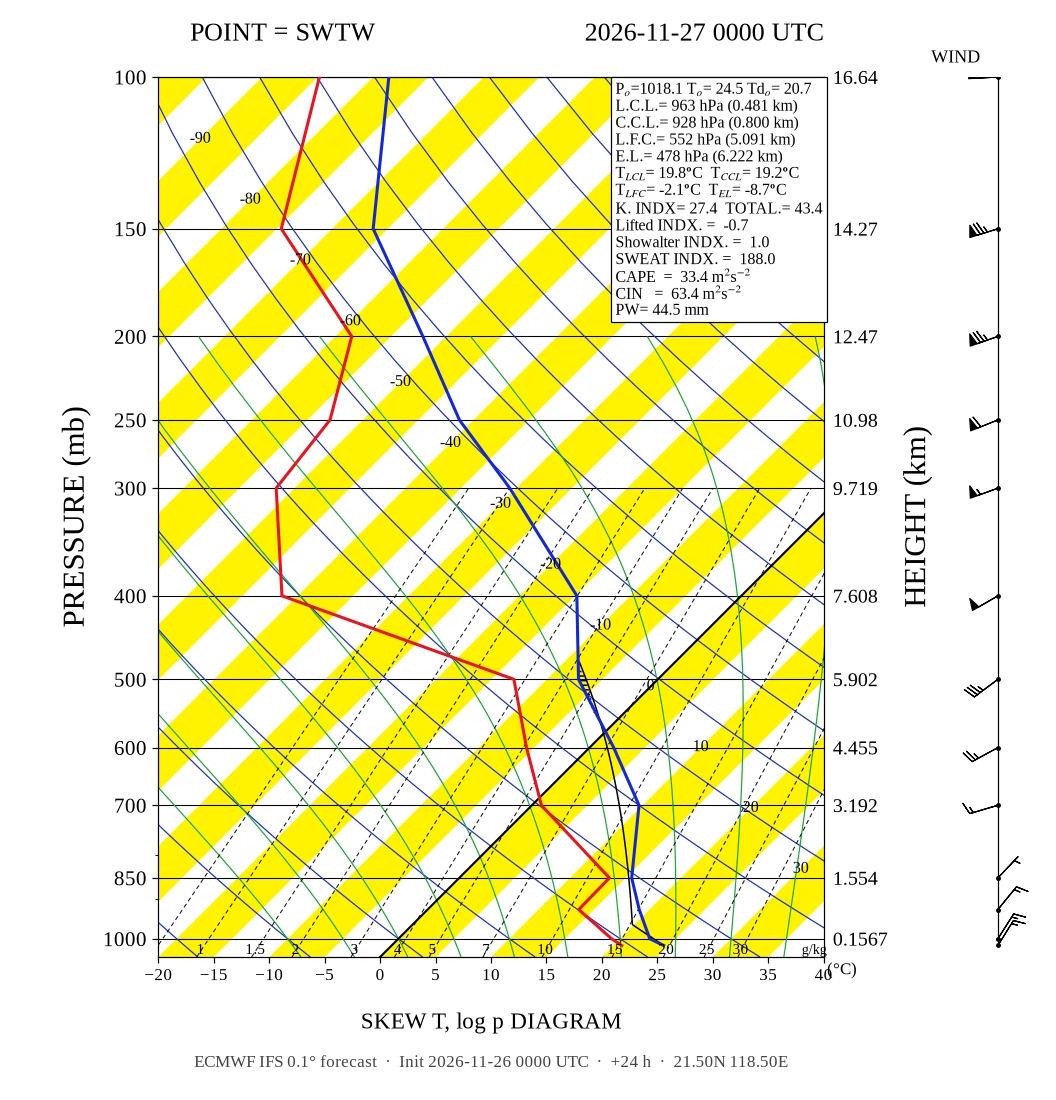 POINT = SWTW 2026-11-27 0000 UTC
WIND
100 16.64
Pₒ=1018.1 Tₒ= 24.5 Tdₒ= 20.7
L.C.L.= 963 hPa (0.481 km)
C.C.L.= 928 hPa (0.800 km)
L.F.C.= 552 hPa (5.091 km)
E.L.= 478 hPa (6.222 km)
T_LCL= 19.8°C T_CCL= 19.2°C
T_LFC= -2.1°C T_EL= -8.7°C
K. INDX= 27.4 TOTAL.= 43.4
Lifted INDX. = -0.7
Showalter INDX. = 1.0
SWEAT INDX. = 188.0
CAPE = 33.4 m²s⁻²
CIN = 63.4 m²s⁻²
PW= 44.5 mm
-90
-80
150 14.27
-70
-60
200 12.47
-50
250 10.98
-40
300 9.719
-30
-20
400 7.608
-10
500 5.902
0
10
600 4.455
700 20 3.192
30
850 1.554
1000 0.1567
1 1.5 2 3 4 5 7 10 15 20 25 30 g/kg
−20 −15 −10 −5 0 5 10 15 20 25 30 35 40 (°C)
PRESSURE (mb)
HEIGHT (km)
SKEW T, log p DIAGRAM
ECMWF IFS 0.1° forecast · Init 2026-11-26 0000 UTC · +24 h · 21.50N 118.50E